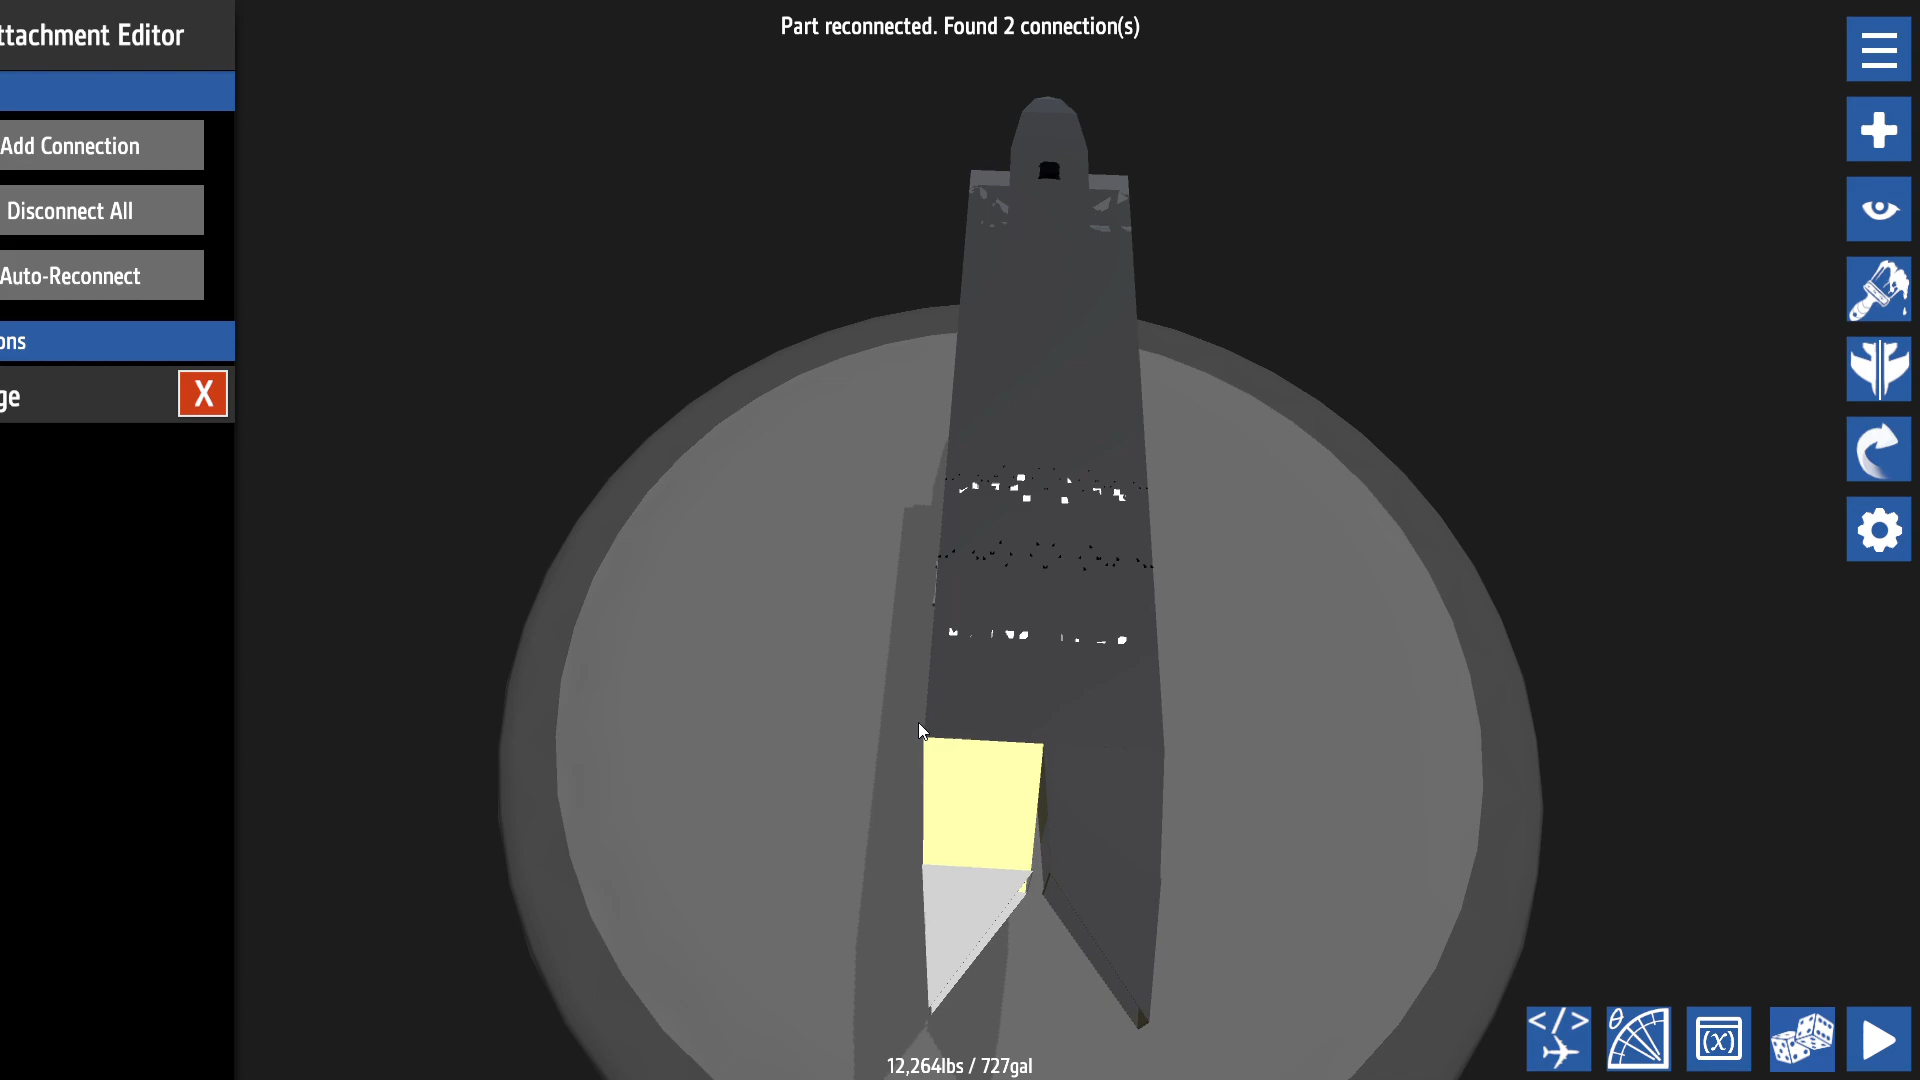 ttachment Editor
Part reconnected. Found 2 connection(s)
Add Connection
Disconnect All
Auto-Reconnect
ons
ge
X
</>
θ
(x)
12,264lbs / 727gal